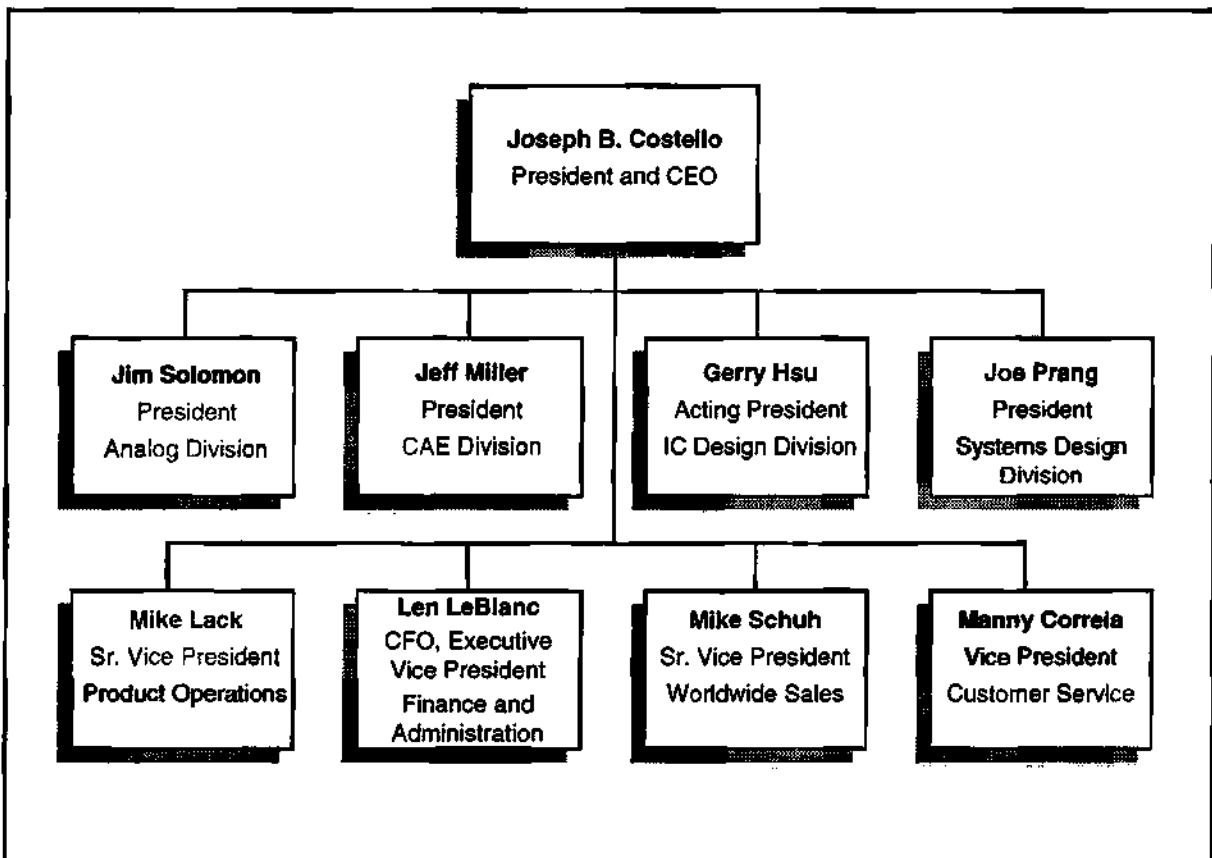 Joseph B. Costello
President and CEO
Jim Solomon
President
Analog Division
Jeff Miller
President
CAE Division
Gerry Hsu
Acting President
IC Design Division
Joe Prang
President
Systems Design
Division
Mike Lack
Sr. Vice President
Product Operations
Len LeBlanc
CFO, Executive
Vice President
Finance and
Administration
Mike Schuh
Sr. Vice President
Worldwide Sales
Manny Correia
Vice President
Customer Service